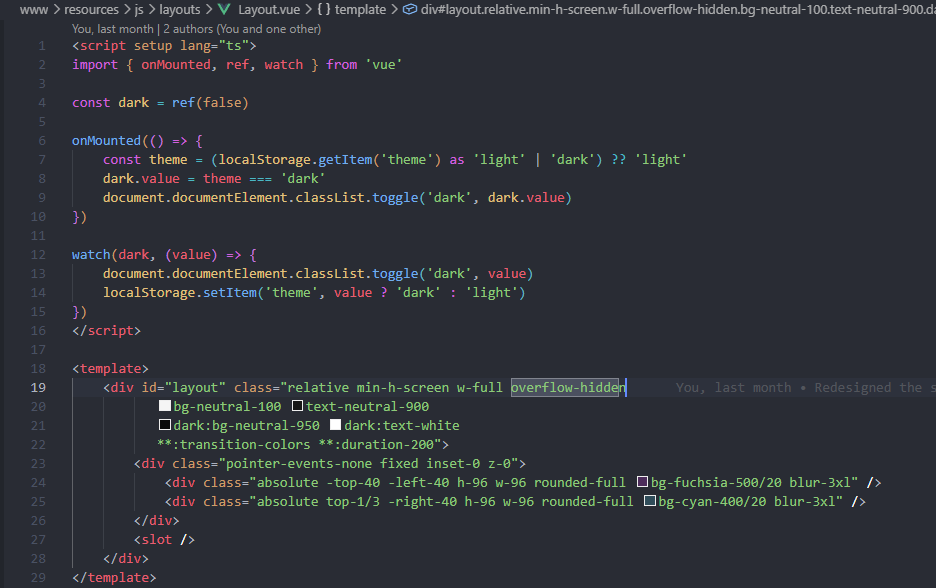 www > resources > js > layouts > Layout.vue > {} template > div#layout.relative.min-h-screen.w-full.overflow-hidden.bg-neutral-100.text-neutral-900.da
You, last month | 2 authors (You and one other)
1 <script setup lang="ts">
2 import { onMounted, ref, watch } from 'vue'
3
4 const dark = ref(false)
5
6 onMounted(() => {
7 const theme = (localStorage.getItem('theme') as 'light' | 'dark') ?? 'light'
8 dark.value = theme === 'dark'
9 document.documentElement.classList.toggle('dark', dark.value)
10 })
11
12 watch(dark, (value) => {
13 document.documentElement.classList.toggle('dark', value)
14 localStorage.setItem('theme', value ? 'dark' : 'light')
15 })
16 </script>
17
18 <template>
19 <div id="layout" class="relative min-h-screen w-full overflow-hidden You, last month • Redesigned the s
20 bg-neutral-100 text-neutral-900
21 dark:bg-neutral-950 dark:text-white
22 **:transition-colors **:duration-200">
23 <div class="pointer-events-none fixed inset-0 z-0">
24 <div class="absolute -top-40 -left-40 h-96 w-96 rounded-full bg-fuchsia-500/20 blur-3xl" />
25 <div class="absolute top-1/3 -right-40 h-96 w-96 rounded-full bg-cyan-400/20 blur-3xl" />
26 </div>
27 <slot />
28 </div>
29 </template>